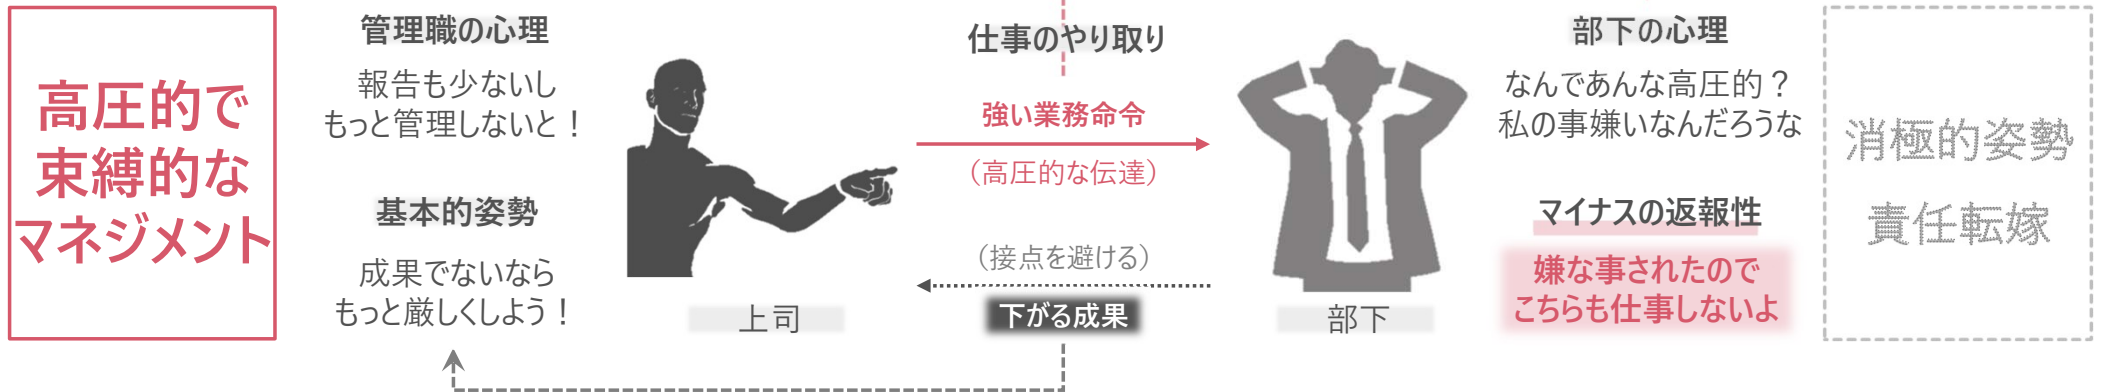 高圧的で
束縛的な
マネジメント
管理職の心理
報告も少ないし
もっと管理しないと！
基本的姿勢
成果でないなら
もっと厳しくしよう！
上司
仕事のやり取り
強い業務命令
（高圧的な伝達）
（接点を避ける）
下がる成果
部下
部下の心理
なんであんな高圧的？
私の事嫌いなんだろうな
マイナスの返報性
嫌な事されたので
こちらも仕事しないよ
消極的姿勢
責任転嫁